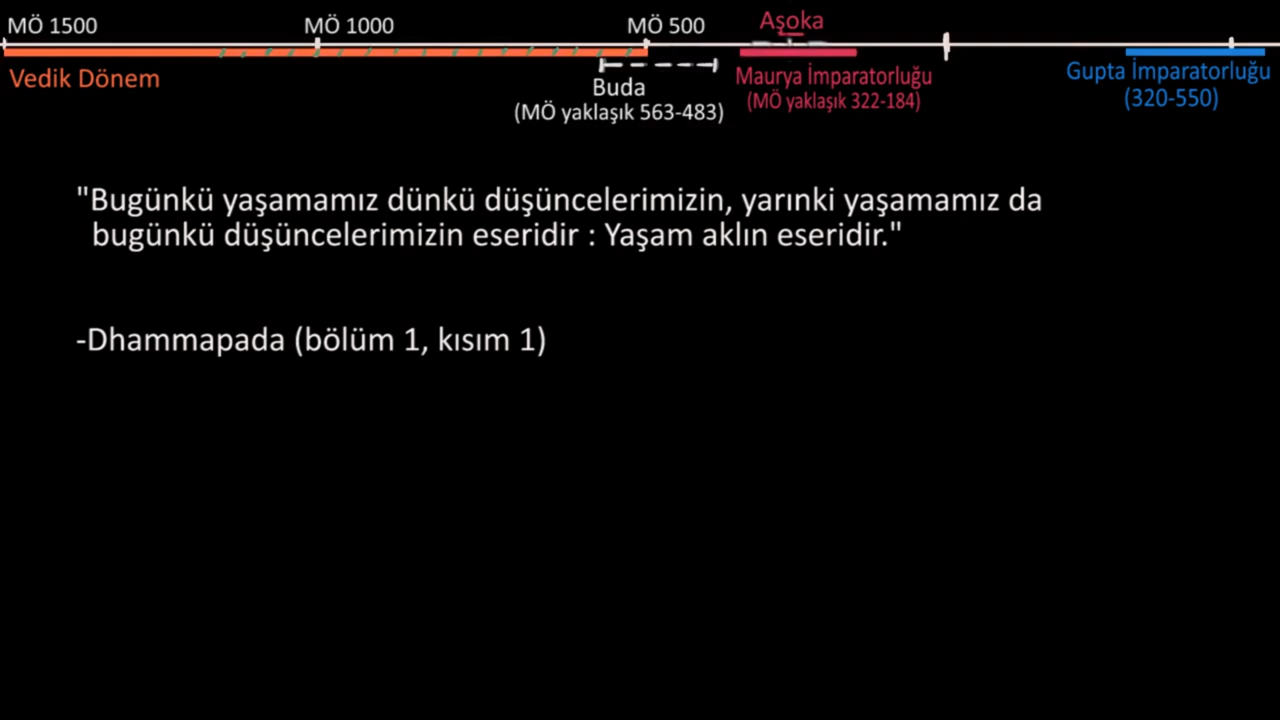 MÖ 1500 MÖ 1000 MÖ 500 Aşoka
Vedik Dönem
Buda
(MÖ yaklaşık 563-483)
Maurya İmparatorluğu
(MÖ yaklaşık 322-184)
Gupta İmparatorluğu
(320-550)
"Bugünkü yaşamamız dünkü düşüncelerimizin, yarınki yaşamamız da
bugünkü düşüncelerimizin eseridir : Yaşam aklın eseridir."
-Dhammapada (bölüm 1, kısım 1)